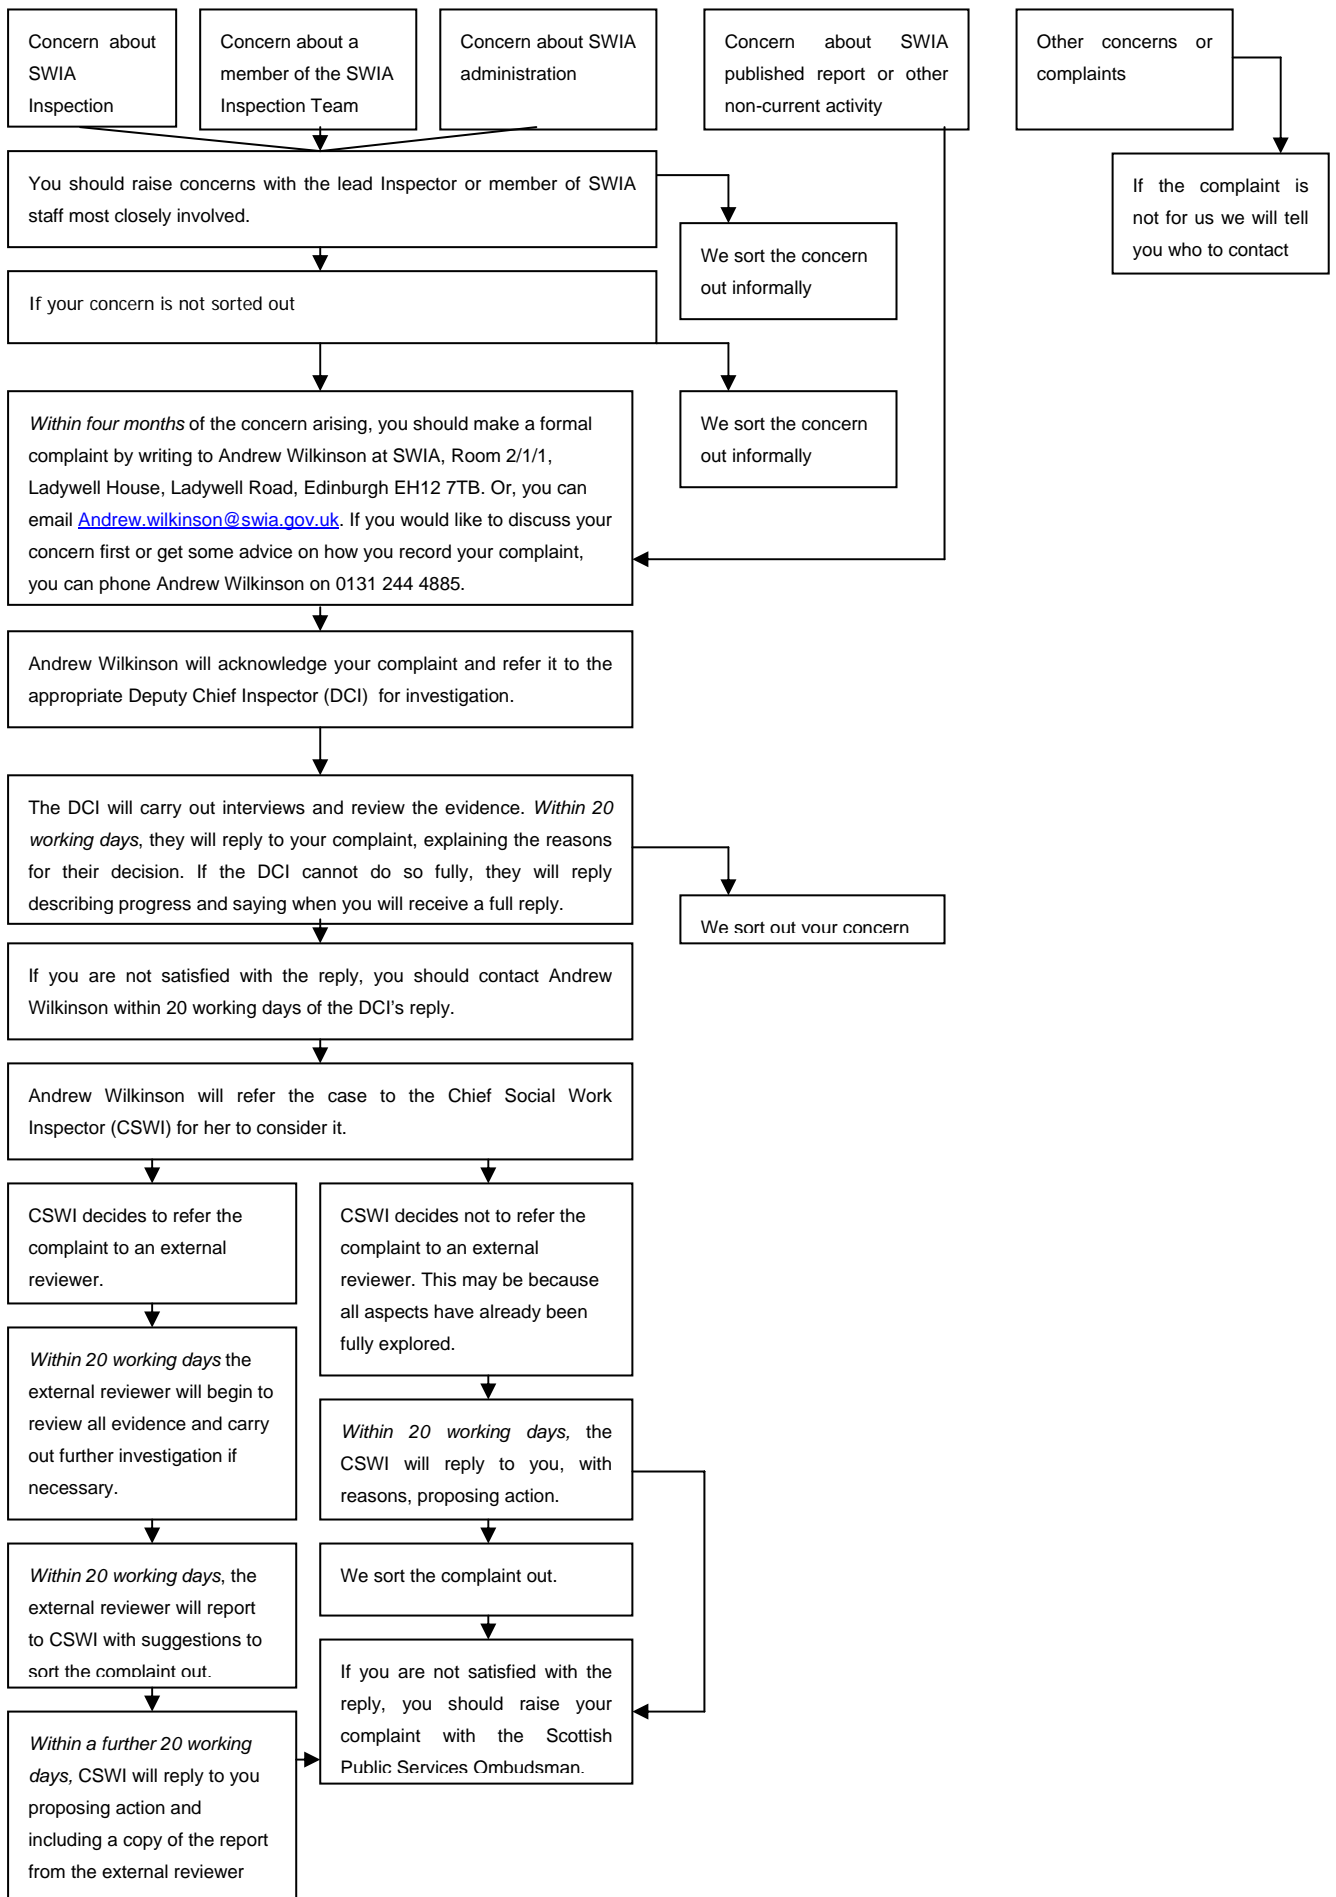 Concern about
SWIA
Inspection
Concern about a
member of the SWIA
Inspection Team
Concern about SWIA
administration
Concern about SWIA
published report or other
non-current activity
Other concerns or
complaints
You should raise concerns with the lead Inspector or member of SWIA
staff most closely involved.
We sort the concern
out informally
If the complaint is
not for us we will tell
you who to contact
If your concern is not sorted out
We sort the concern
out informally
Within four months of the concern arising, you should make a formal
complaint by writing to Andrew Wilkinson at SWIA, Room 2/1/1,
Ladywell House, Ladywell Road, Edinburgh EH12 7TB. Or, you can
email Andrew.wilkinson@swia.gov.uk. If you would like to discuss your
concern first or get some advice on how you record your complaint,
you can phone Andrew Wilkinson on 0131 244 4885.
Andrew Wilkinson will acknowledge your complaint and refer it to the
appropriate Deputy Chief Inspector (DCI) for investigation.
The DCI will carry out interviews and review the evidence. Within 20
working days, they will reply to your complaint, explaining the reasons
for their decision. If the DCI cannot do so fully, they will reply
describing progress and saying when you will receive a full reply.
We sort out your concern
If you are not satisfied with the reply, you should contact Andrew
Wilkinson within 20 working days of the DCI's reply.
Andrew Wilkinson will refer the case to the Chief Social Work
Inspector (CSWI) for her to consider it.
CSWI decides to refer the
complaint to an external
reviewer.
CSWI decides not to refer the
complaint to an external
reviewer. This may be because
all aspects have already been
fully explored.
Within 20 working days the
external reviewer will begin to
review all evidence and carry
out further investigation if
necessary.
Within 20 working days, the
CSWI will reply to you, with
reasons, proposing action.
Within 20 working days, the
external reviewer will report
to CSWI with suggestions to
sort the complaint out.
We sort the complaint out.
If you are not satisfied with the
reply, you should raise your
complaint with the Scottish
Public Services Ombudsman.
Within a further 20 working
days, CSWI will reply to you
proposing action and
including a copy of the report
from the external reviewer